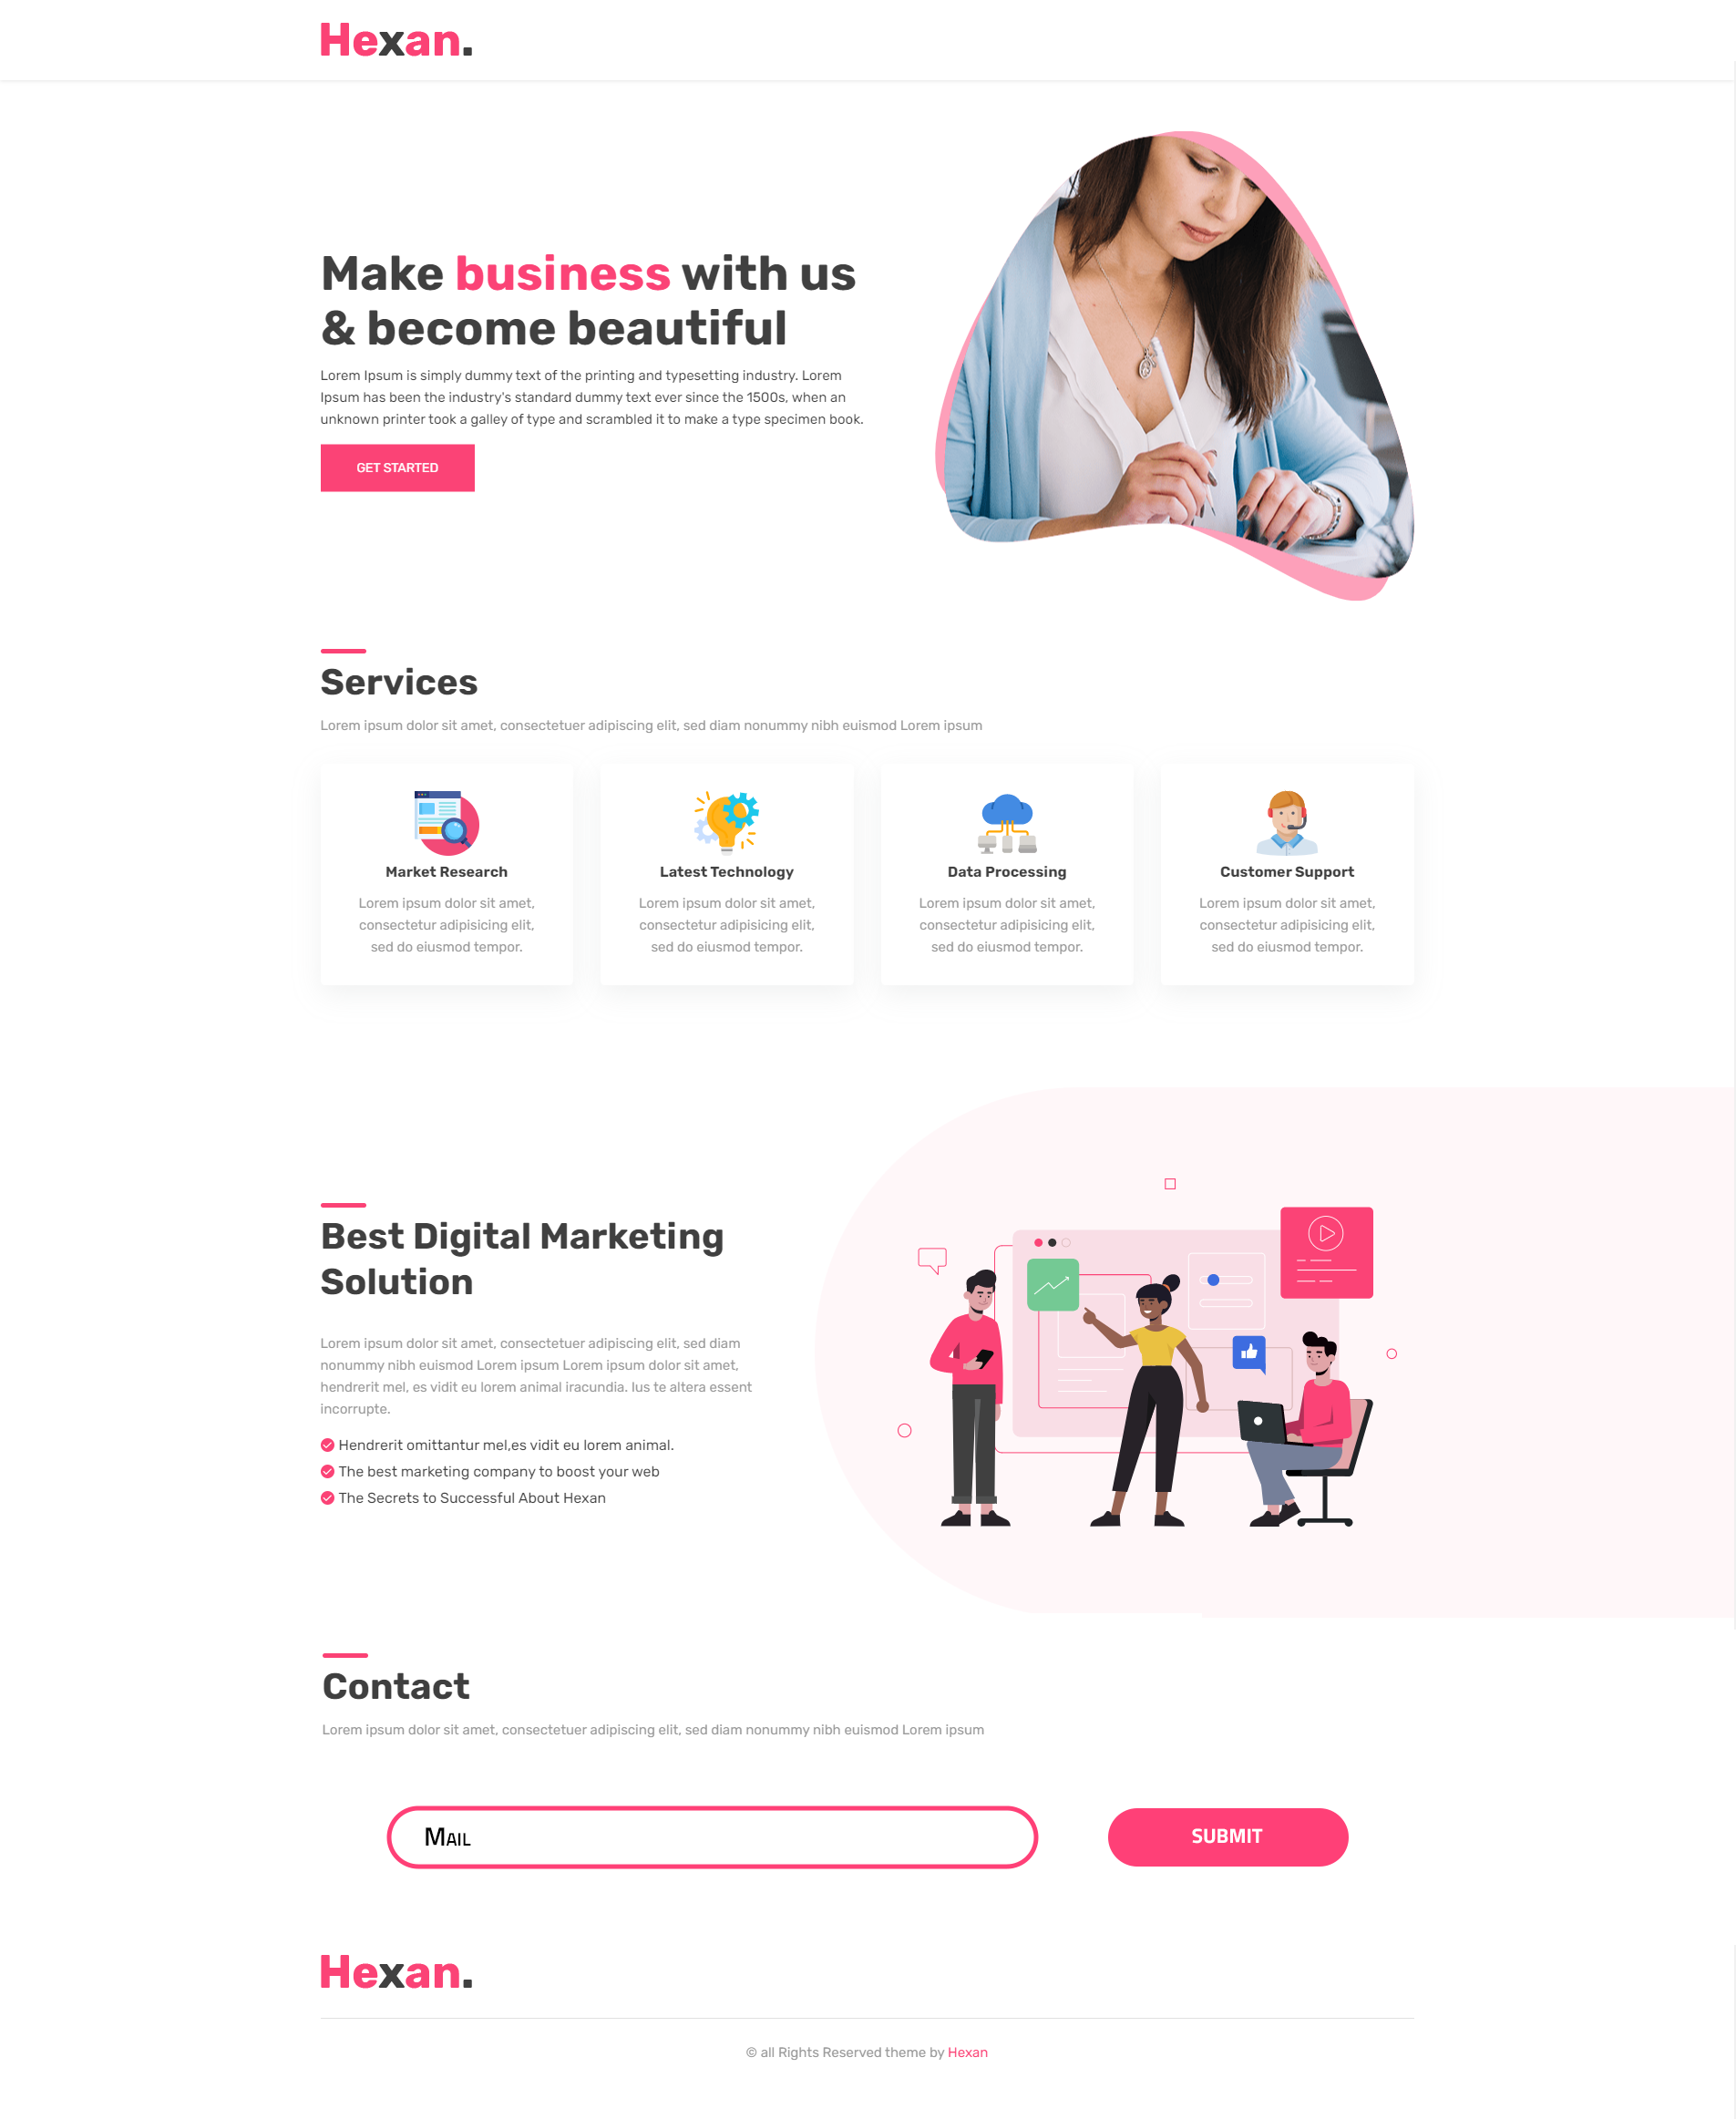 Hexan.
Make business with us
& become beautiful
Lorem Ipsum is simply dummy text of the printing and typesetting industry. Lorem
Ipsum has been the industry's standard dummy text ever since the 1500s, when an
unknown printer took a galley of type and scrambled it to make a type specimen book.
GET STARTED
Services
Lorem ipsum dolor sit amet, consectetuer adipiscing elit, sed diam nonummy nibh euismod Lorem ipsum
Market Research
Lorem ipsum dolor sit amet,
consectetur adipisicing elit,
sed do eiusmod tempor.
Latest Technology
Lorem ipsum dolor sit amet,
consectetur adipisicing elit,
sed do eiusmod tempor.
Data Processing
Lorem ipsum dolor sit amet,
consectetur adipisicing elit,
sed do eiusmod tempor.
Customer Support
Lorem ipsum dolor sit amet,
consectetur adipisicing elit,
sed do eiusmod tempor.
Best Digital Marketing
Solution
Lorem ipsum dolor sit amet, consectetuer adipiscing elit, sed diam
nonummy nibh euismod Lorem ipsum Lorem ipsum dolor sit amet,
hendrerit mel, es vidit eu lorem animal iracundia. Ius te altera essent
incorrupte.
Hendrerit omittantur mel,es vidit eu lorem animal.
The best marketing company to boost your web
The Secrets to Successful About Hexan
Contact
Lorem ipsum dolor sit amet, consectetuer adipiscing elit, sed diam nonummy nibh euismod Lorem ipsum
Mail
SUBMIT
Hexan.
© all Rights Reserved theme by Hexan